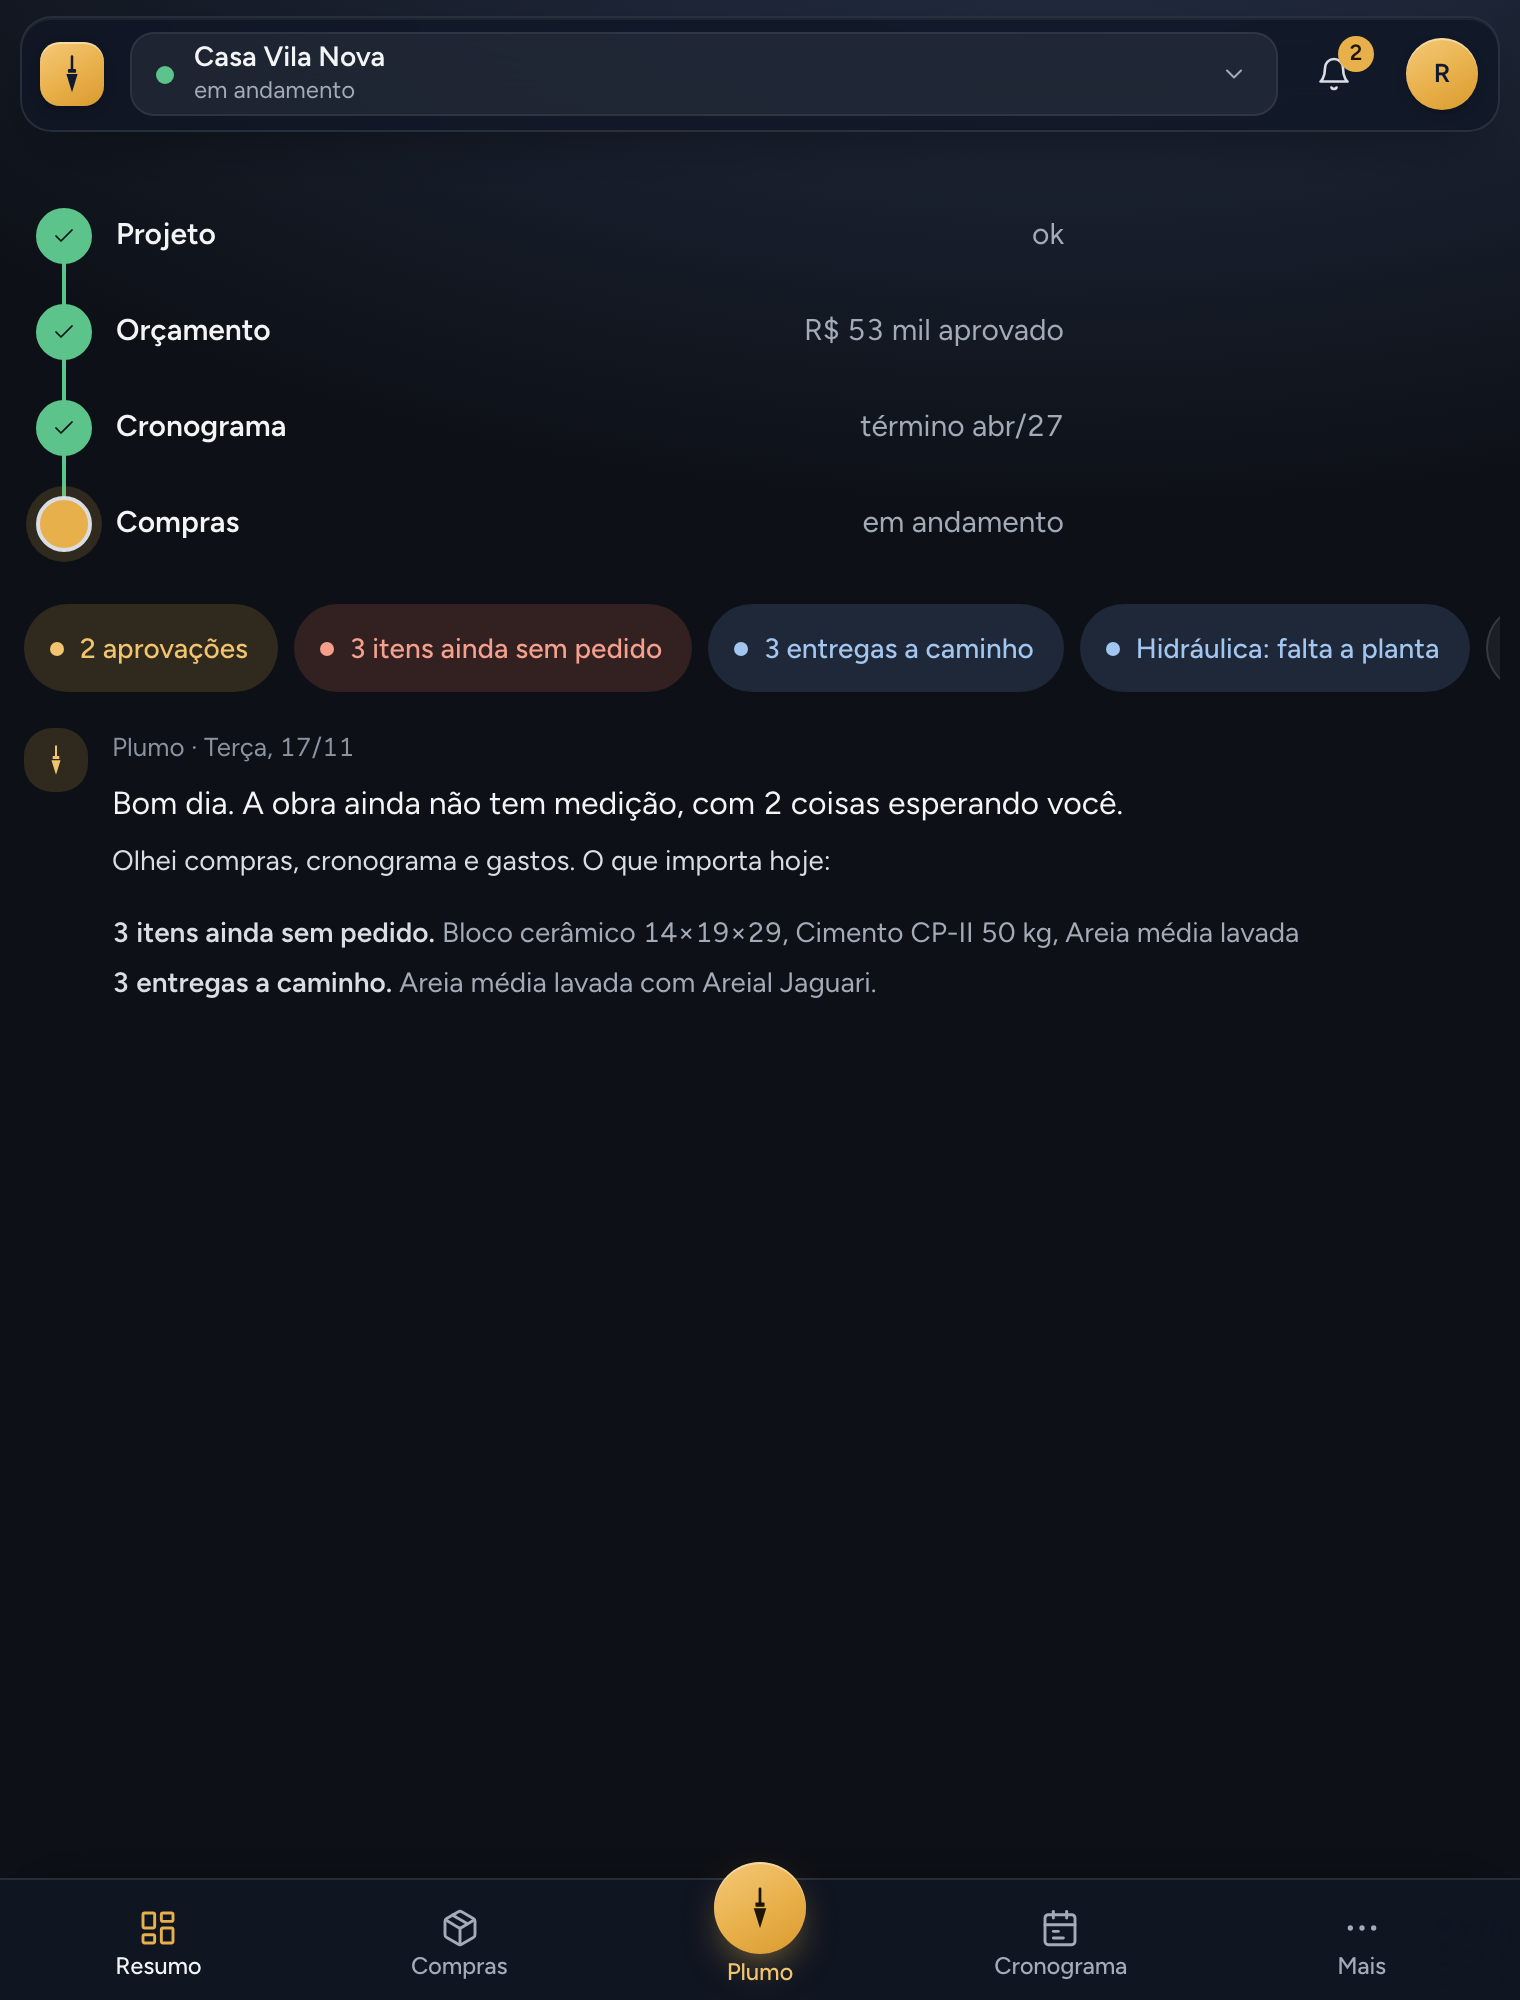 Casa Vila Nova
em andamento
2
R
Projeto
ok
Orçamento
R$ 53 mil aprovado
Cronograma
término abr/27
Compras
em andamento
2 aprovações
3 itens ainda sem pedido
3 entregas a caminho
Hidráulica: falta a planta
Plumo · Terça, 17/11
Bom dia. A obra ainda não tem medição, com 2 coisas esperando você.
Olhei compras, cronograma e gastos. O que importa hoje:
3 itens ainda sem pedido. Bloco cerâmico 14×19×29, Cimento CP-II 50 kg, Areia média lavada
3 entregas a caminho. Areia média lavada com Areial Jaguari.
Resumo
Compras
Plumo
Cronograma
Mais